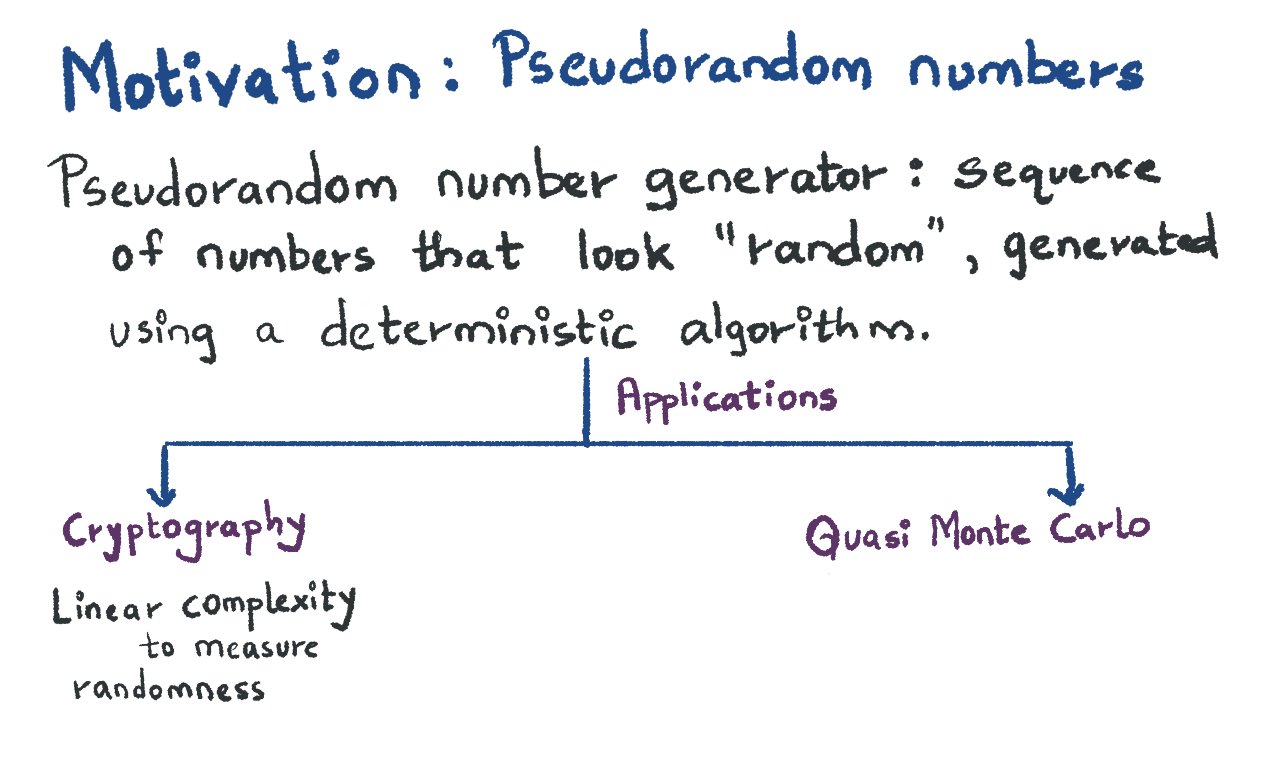 Motivation: Pseudorandom numbers
Pseudorandom number generator: sequence
of numbers that look "random", generated
using a deterministic algorithm.
Applications
Cryptography
Quasi Monte Carlo
Linear complexity
to measure
randomness